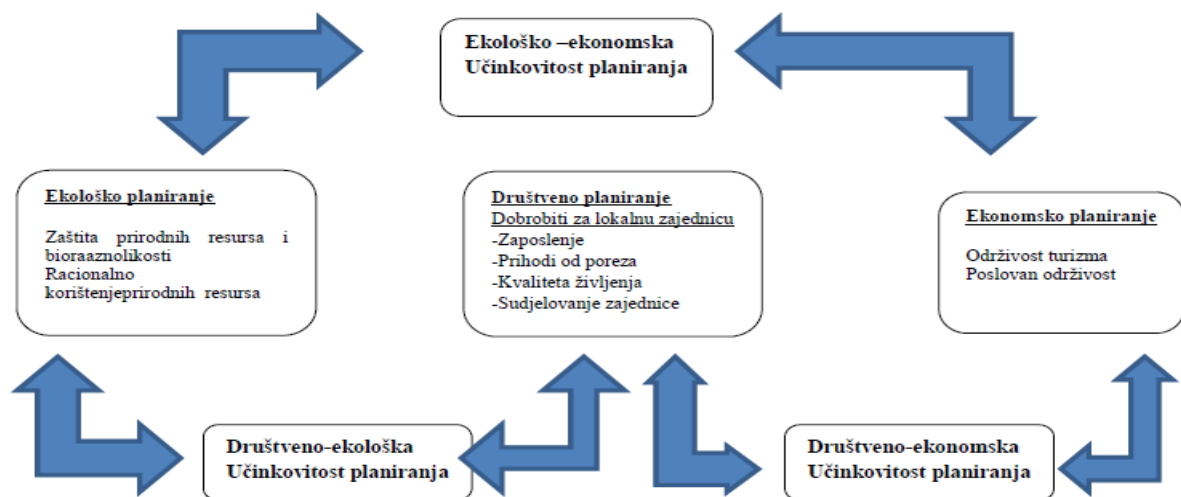 Ekološko –ekonomska
Učinkovitost planiranja
Ekološko planiranje
Zaštita prirodnih resursa i
bioraaznolikosti
Racionalno
korištenjeprirodnih resursa
Društveno planiranje
Dobrobiti za lokalnu zajednicu
-Zaposlenje
-Prihodi od poreza
-Kvaliteta življenja
-Sudjelovanje zajednice
Ekonomsko planiranje
Održivost turizma
Poslovan održivost
Društveno-ekološka
Učinkovitost planiranja
Društveno-ekonomska
Učinkovitost planiranja